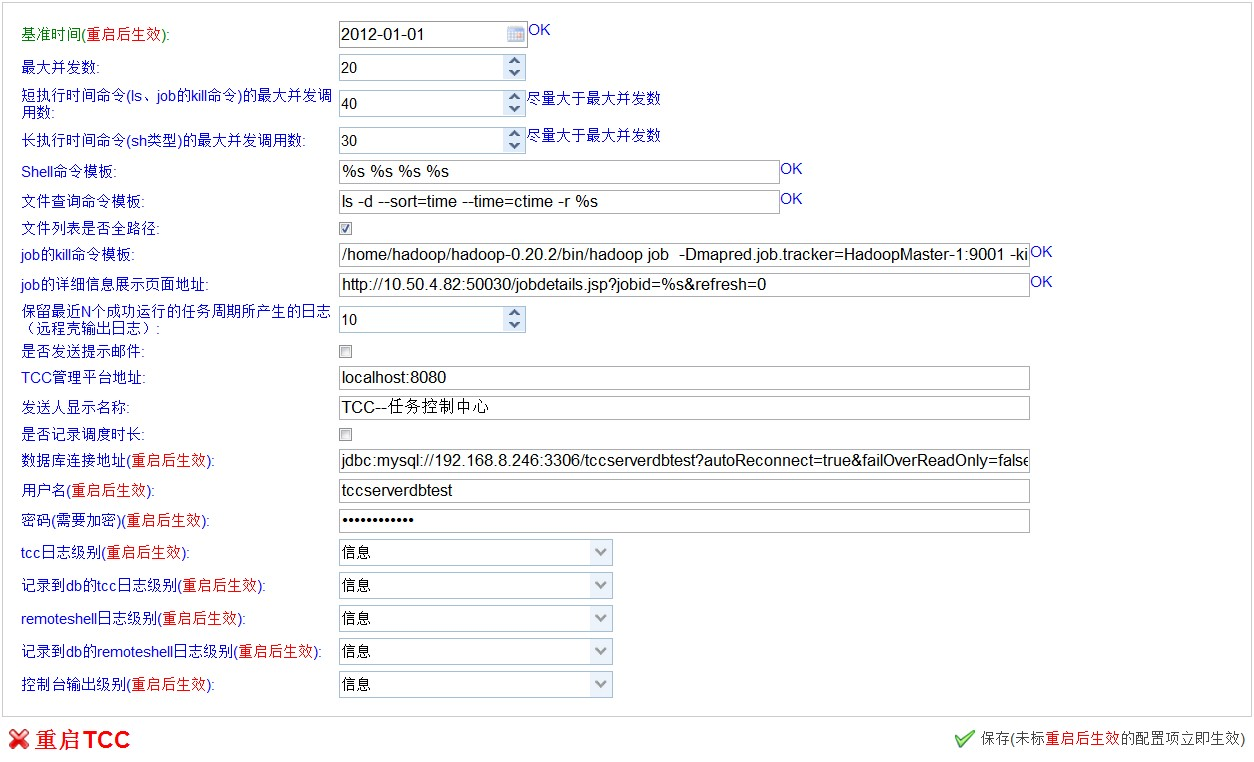 基准时间(重启后生效): 2012-01-01 OK
最大并发数: 20
短执行时间命令(ls、job的kill命令)的最大并发调
用数: 40 尽量大于最大并发数
长执行时间命令(sh类型)的最大并发调用数: 30 尽量大于最大并发数
Shell命令模板: %s %s %s %s OK
文件查询命令模板: ls -d --sort=time --time=ctime -r %s OK
文件列表是否全路径:
job的kill命令模板: /home/hadoop/hadoop-0.20.2/bin/hadoop job -Dmapred.job.tracker=HadoopMaster-1:9001 -ki OK
job的详细信息展示页面地址: http://10.50.4.82:50030/jobdetails.jsp?jobid=%s&refresh=0 OK
保留最近N个成功运行的任务周期所产生的日志
（远程壳输出日志）: 10
是否发送提示邮件:
TCC管理平台地址: localhost:8080
发送人显示名称: TCC--任务控制中心
是否记录调度时长:
数据库连接地址(重启后生效): jdbc:mysql://192.168.8.246:3306/tccserverdbtest?autoReconnect=true&failOverReadOnly=false
用户名(重启后生效): tccserverdbtest
密码(需要加密)(重启后生效): ••••••••••••
tcc日志级别(重启后生效): 信息
记录到db的tcc日志级别(重启后生效): 信息
remoteshell日志级别(重启后生效): 信息
记录到db的remoteshell日志级别(重启后生效): 信息
控制台输出级别(重启后生效): 信息
重启TCC 保存(未标重启后生效的配置项立即生效)